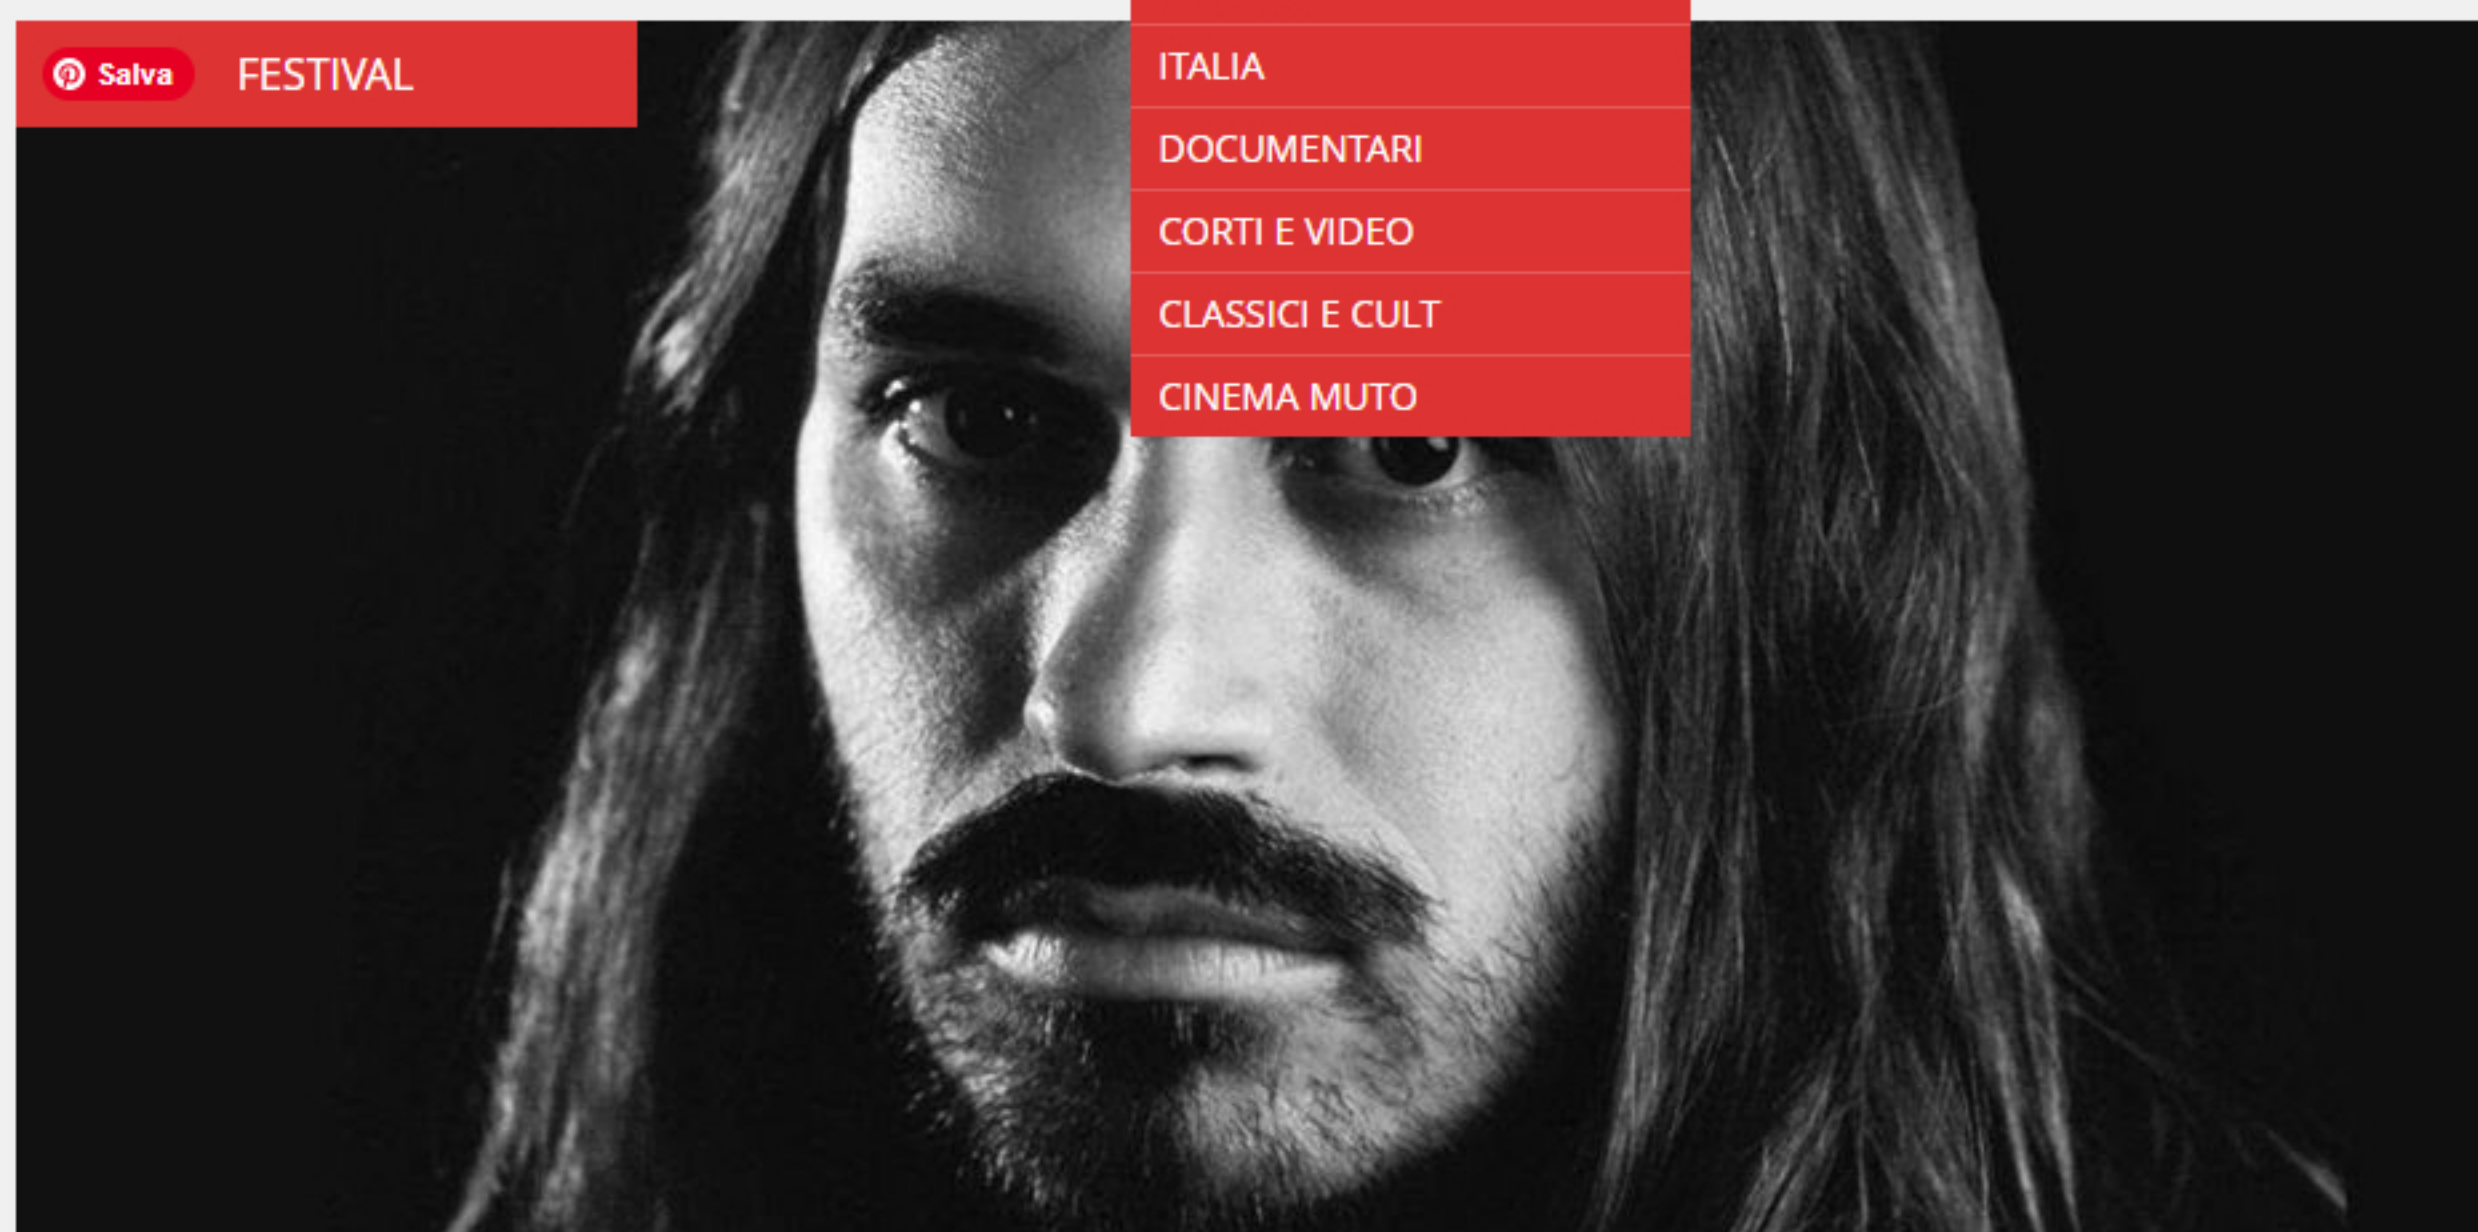 Salva
FESTIVAL
ITALIA
DOCUMENTARI
CORTI E VIDEO
CLASSICI E CULT
CINEMA MUTO